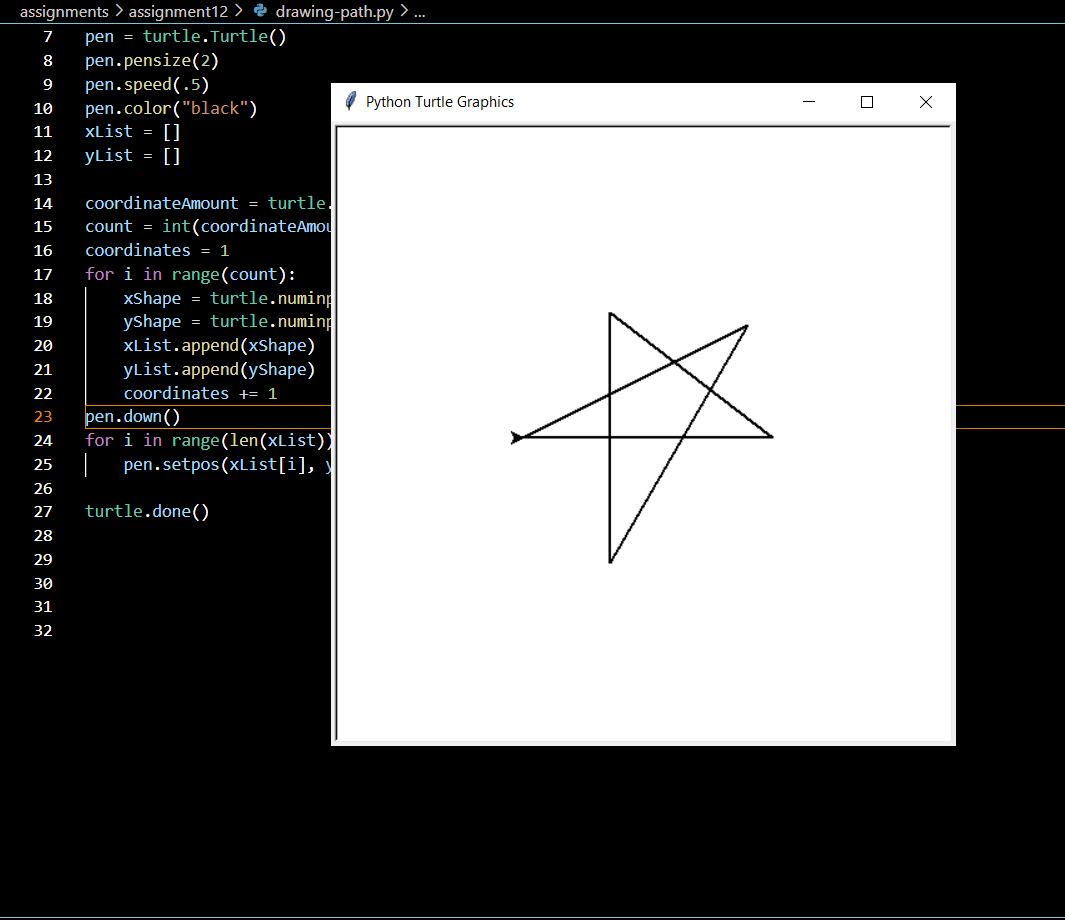 assignments > assignment12 > drawing-path.py > ...
7 pen = turtle.Turtle()
8 pen.pensize(2)
9 pen.speed(.5)
10 pen.color("black")
11 xList = []
12 yList = []
13
14 coordinateAmount = turtle.
15 count = int(coordinateAmou
16 coordinates = 1
17 for i in range(count):
18 xShape = turtle.numinp
19 yShape = turtle.numinp
20 xList.append(xShape)
21 yList.append(yShape)
22 coordinates += 1
23 pen.down()
24 for i in range(len(xList))
25 pen.setpos(xList[i], y
26
27 turtle.done()
28
29
30
31
32
Python Turtle Graphics